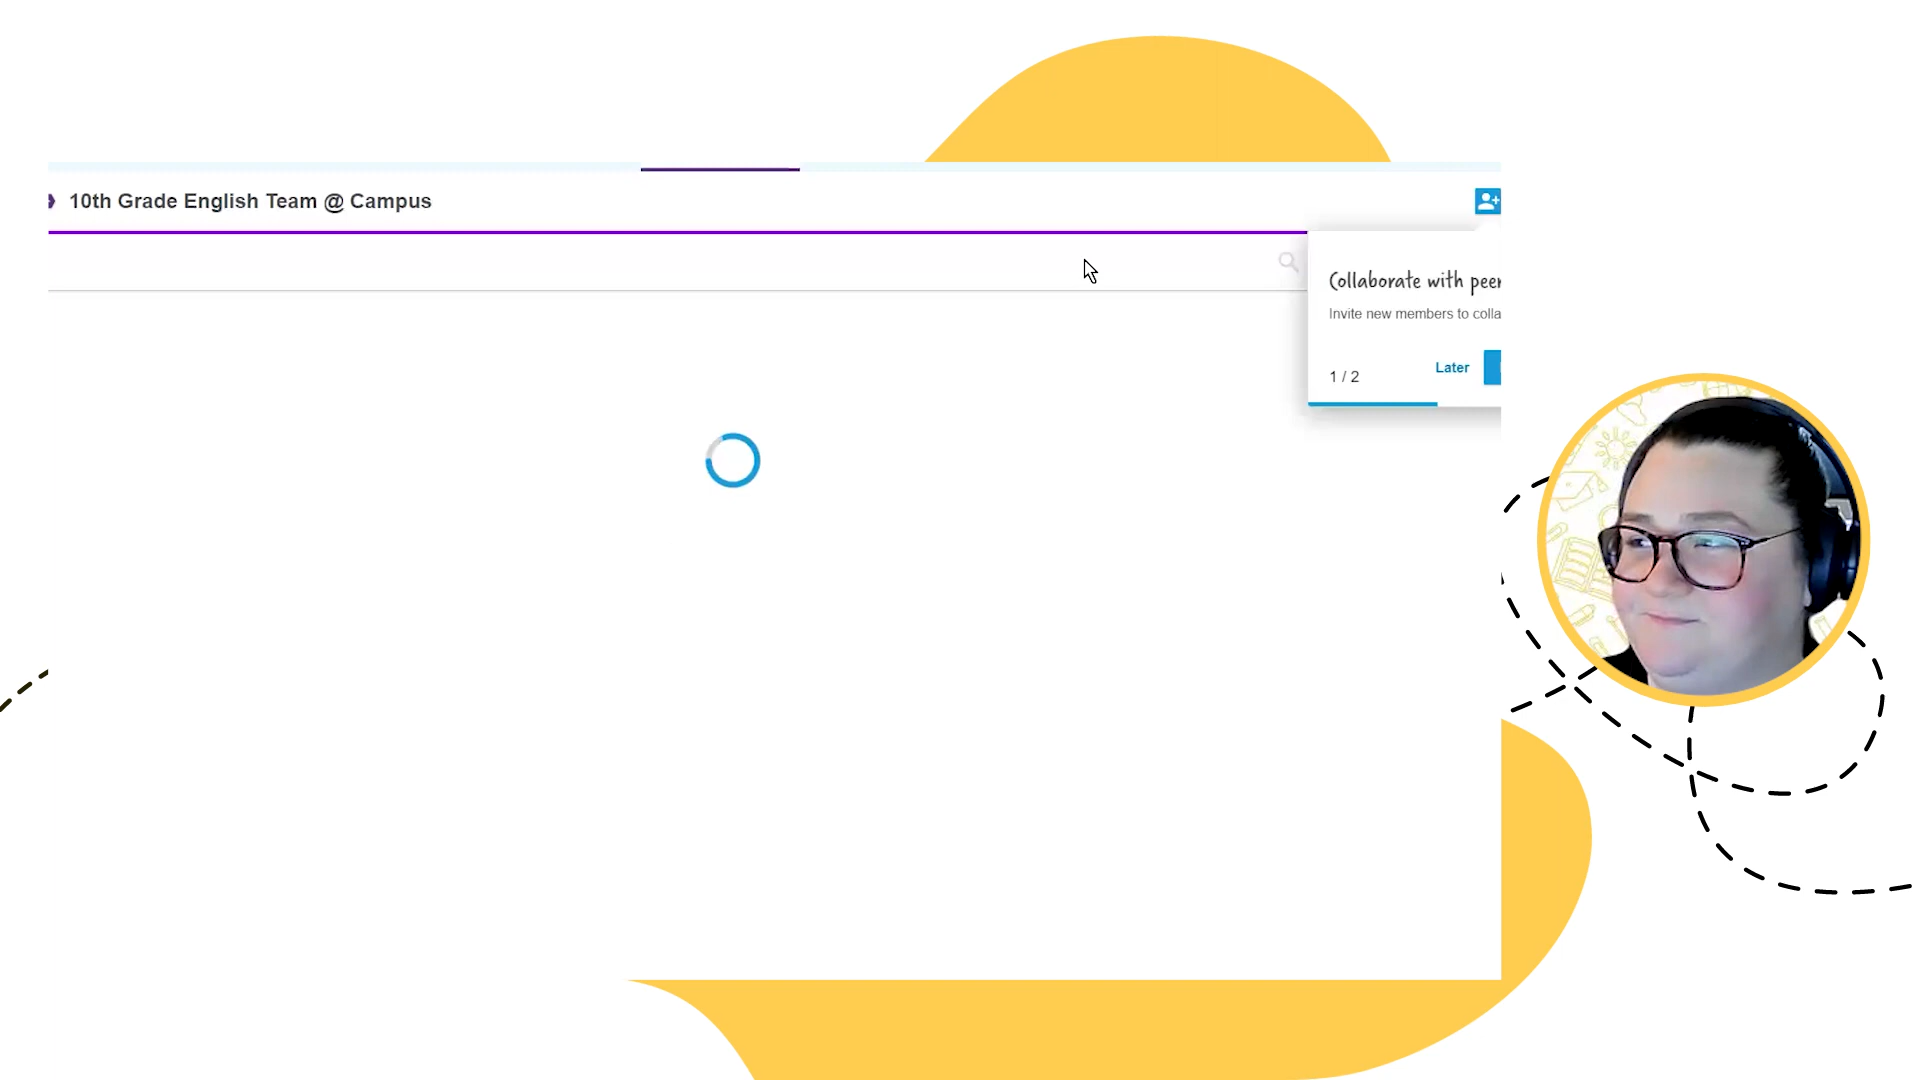 10th Grade English Team @ Campus
Collaborate with peer
Invite new members to colla
1 / 2
Later